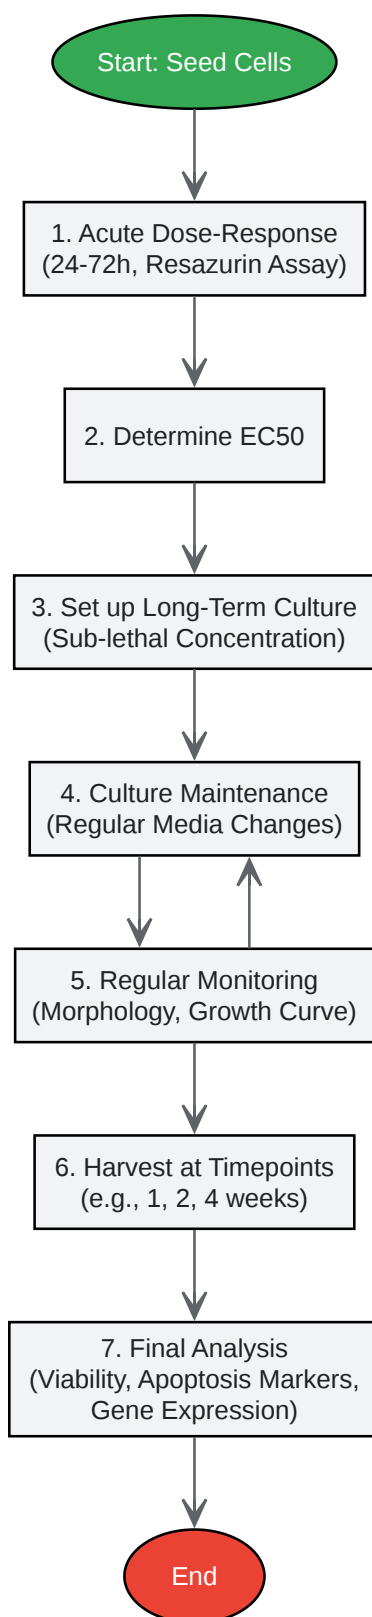 Start: Seed Cells
1. Acute Dose-Response
(24-72h, Resazurin Assay)
2. Determine EC50
3. Set up Long-Term Culture
(Sub-lethal Concentration)
4. Culture Maintenance
(Regular Media Changes)
5. Regular Monitoring
(Morphology, Growth Curve)
6. Harvest at Timepoints
(e.g., 1, 2, 4 weeks)
7. Final Analysis
(Viability, Apoptosis Markers,
Gene Expression)
End